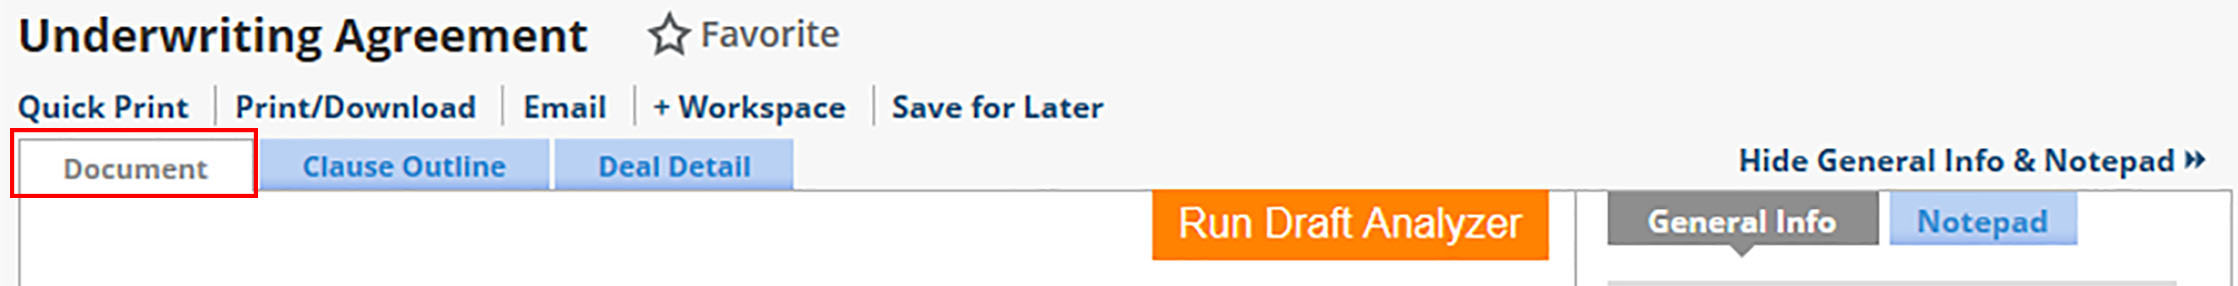 Underwriting Agreement Favorite
Quick Print Print/Download Email + Workspace Save for Later
Document Clause Outline Deal Detail Hide General Info & Notepad
Run Draft Analyzer General Info Notepad